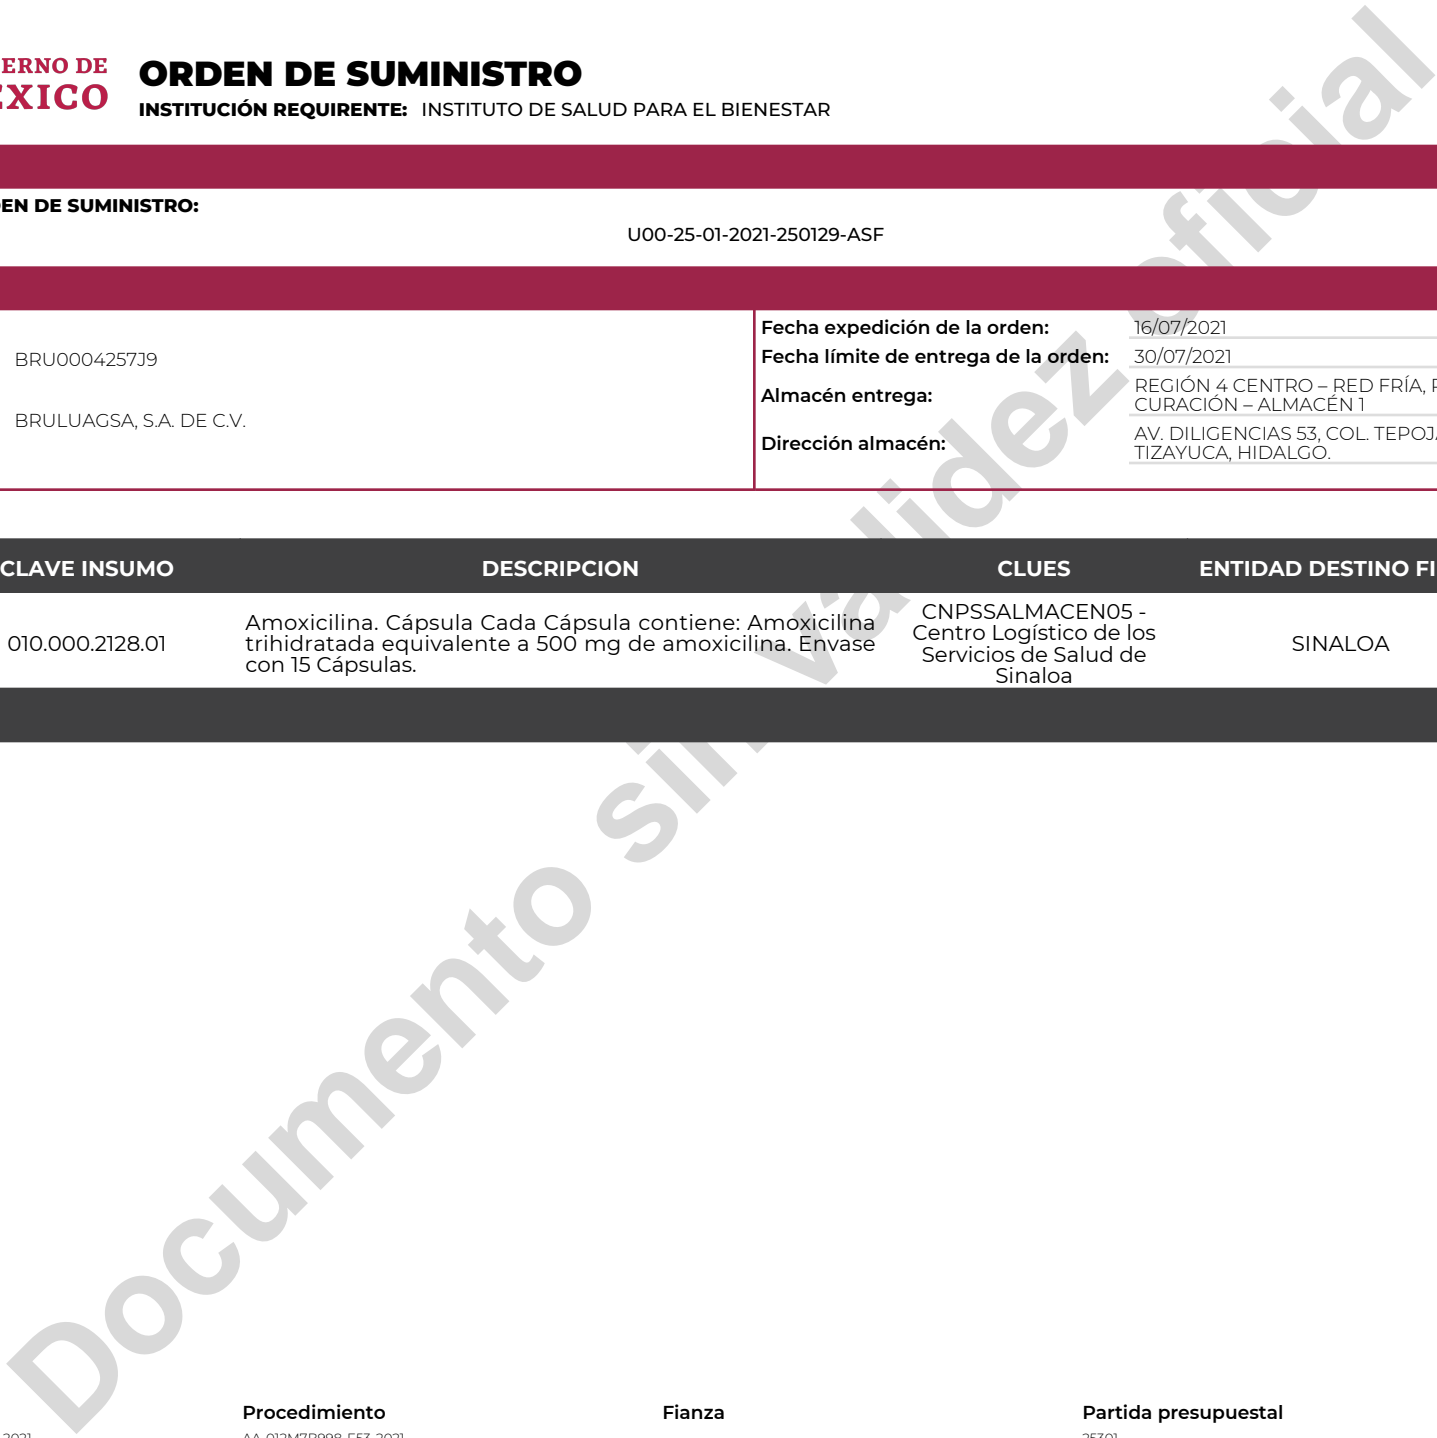 ERNO DE
ORDEN DE SUMINISTRO
EXICO
INSTITUCIÓN REQUIRENTE: INSTITUTO DE SALUD PARA EL BIENESTAR
EN DE SUMINISTRO:
U00-25-01-2021-250129-ASF
BRU0004257J9
BRULUAGSA, S.A. DE C.V.
Fecha expedición de la orden: 16/07/2021
Fecha límite de entrega de la orden: 30/07/2021
Almacén entrega: REGIÓN 4 CENTRO – RED FRÍA,
CURACIÓN – ALMACÉN 1
Dirección almacén: AV. DILIGENCIAS 53, COL. TEPOJ
TIZAYUCA, HIDALGO.
CLAVE INSUMO DESCRIPCION CLUES ENTIDAD DESTINO FI
010.000.2128.01
Amoxicilina. Cápsula Cada Cápsula contiene: Amoxicilina
trihidratada equivalente a 500 mg de amoxicilina. Envase
con 15 Cápsulas.
CNPSSALMACEN05 -
Centro Logístico de los
Servicios de Salud de
Sinaloa
SINALOA
Documento sin validez oficial
Procedimiento Fianza Partida presupuestal